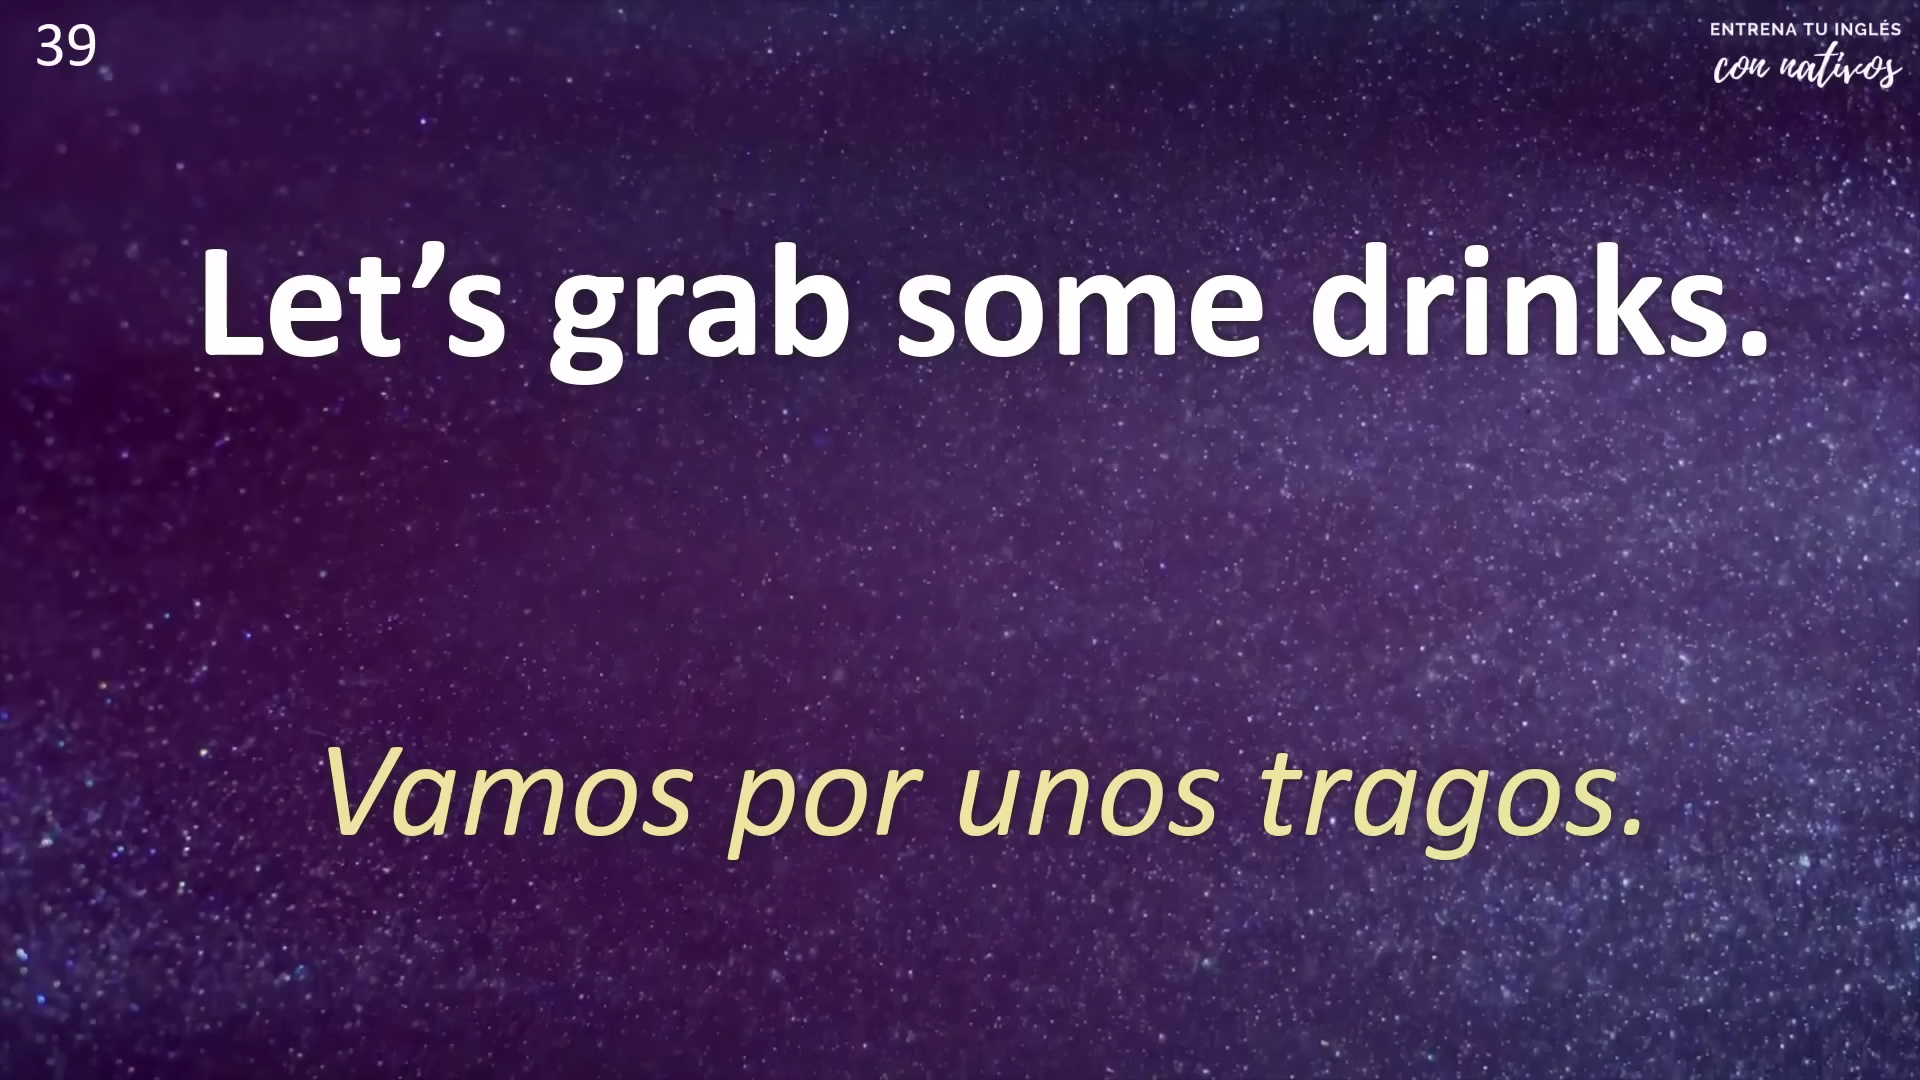 39
ENTRENA TU INGLÉS
con nativos
Let’s grab some drinks.
Vamos por unos tragos.